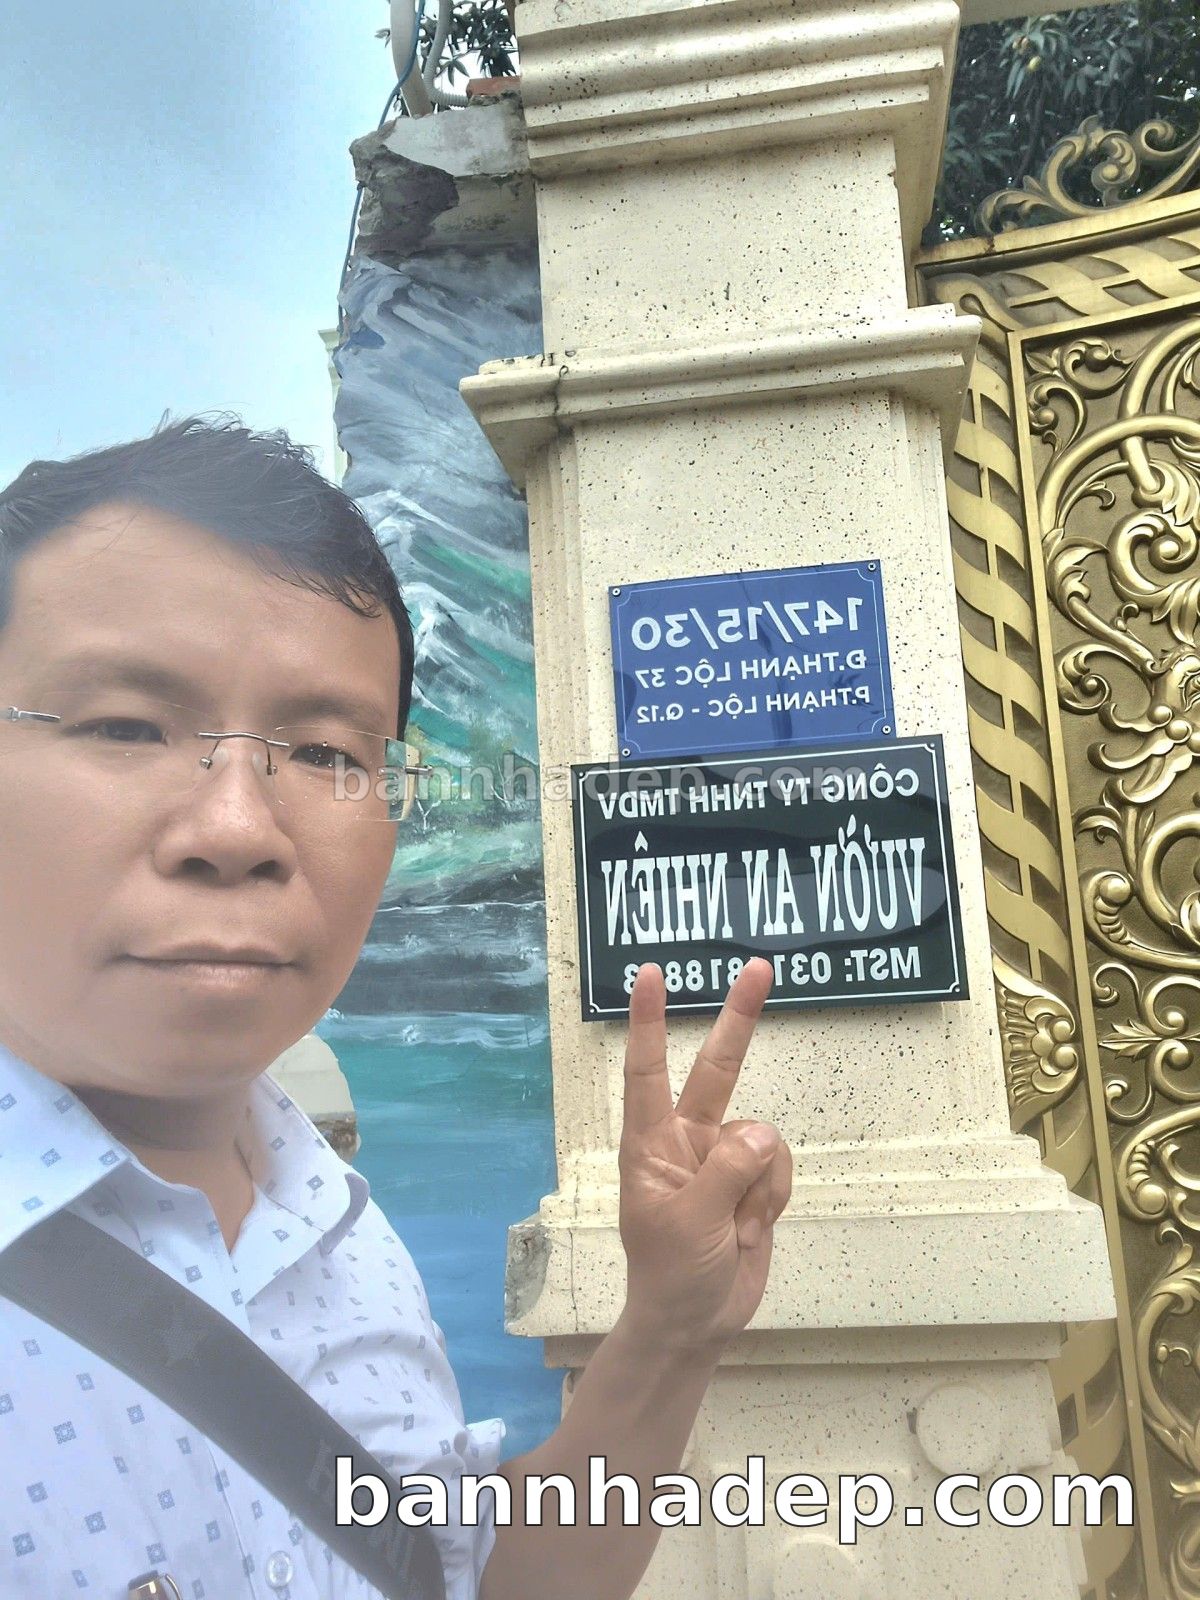 147/15/30
Đ.THẠNH LỘC 37
P.THẠNH LỘC - Q.12
bannhadep.com
CÔNG TY TNHH TMDV
VƯỜN AN NHIÊN
MST:
bannhadep.com